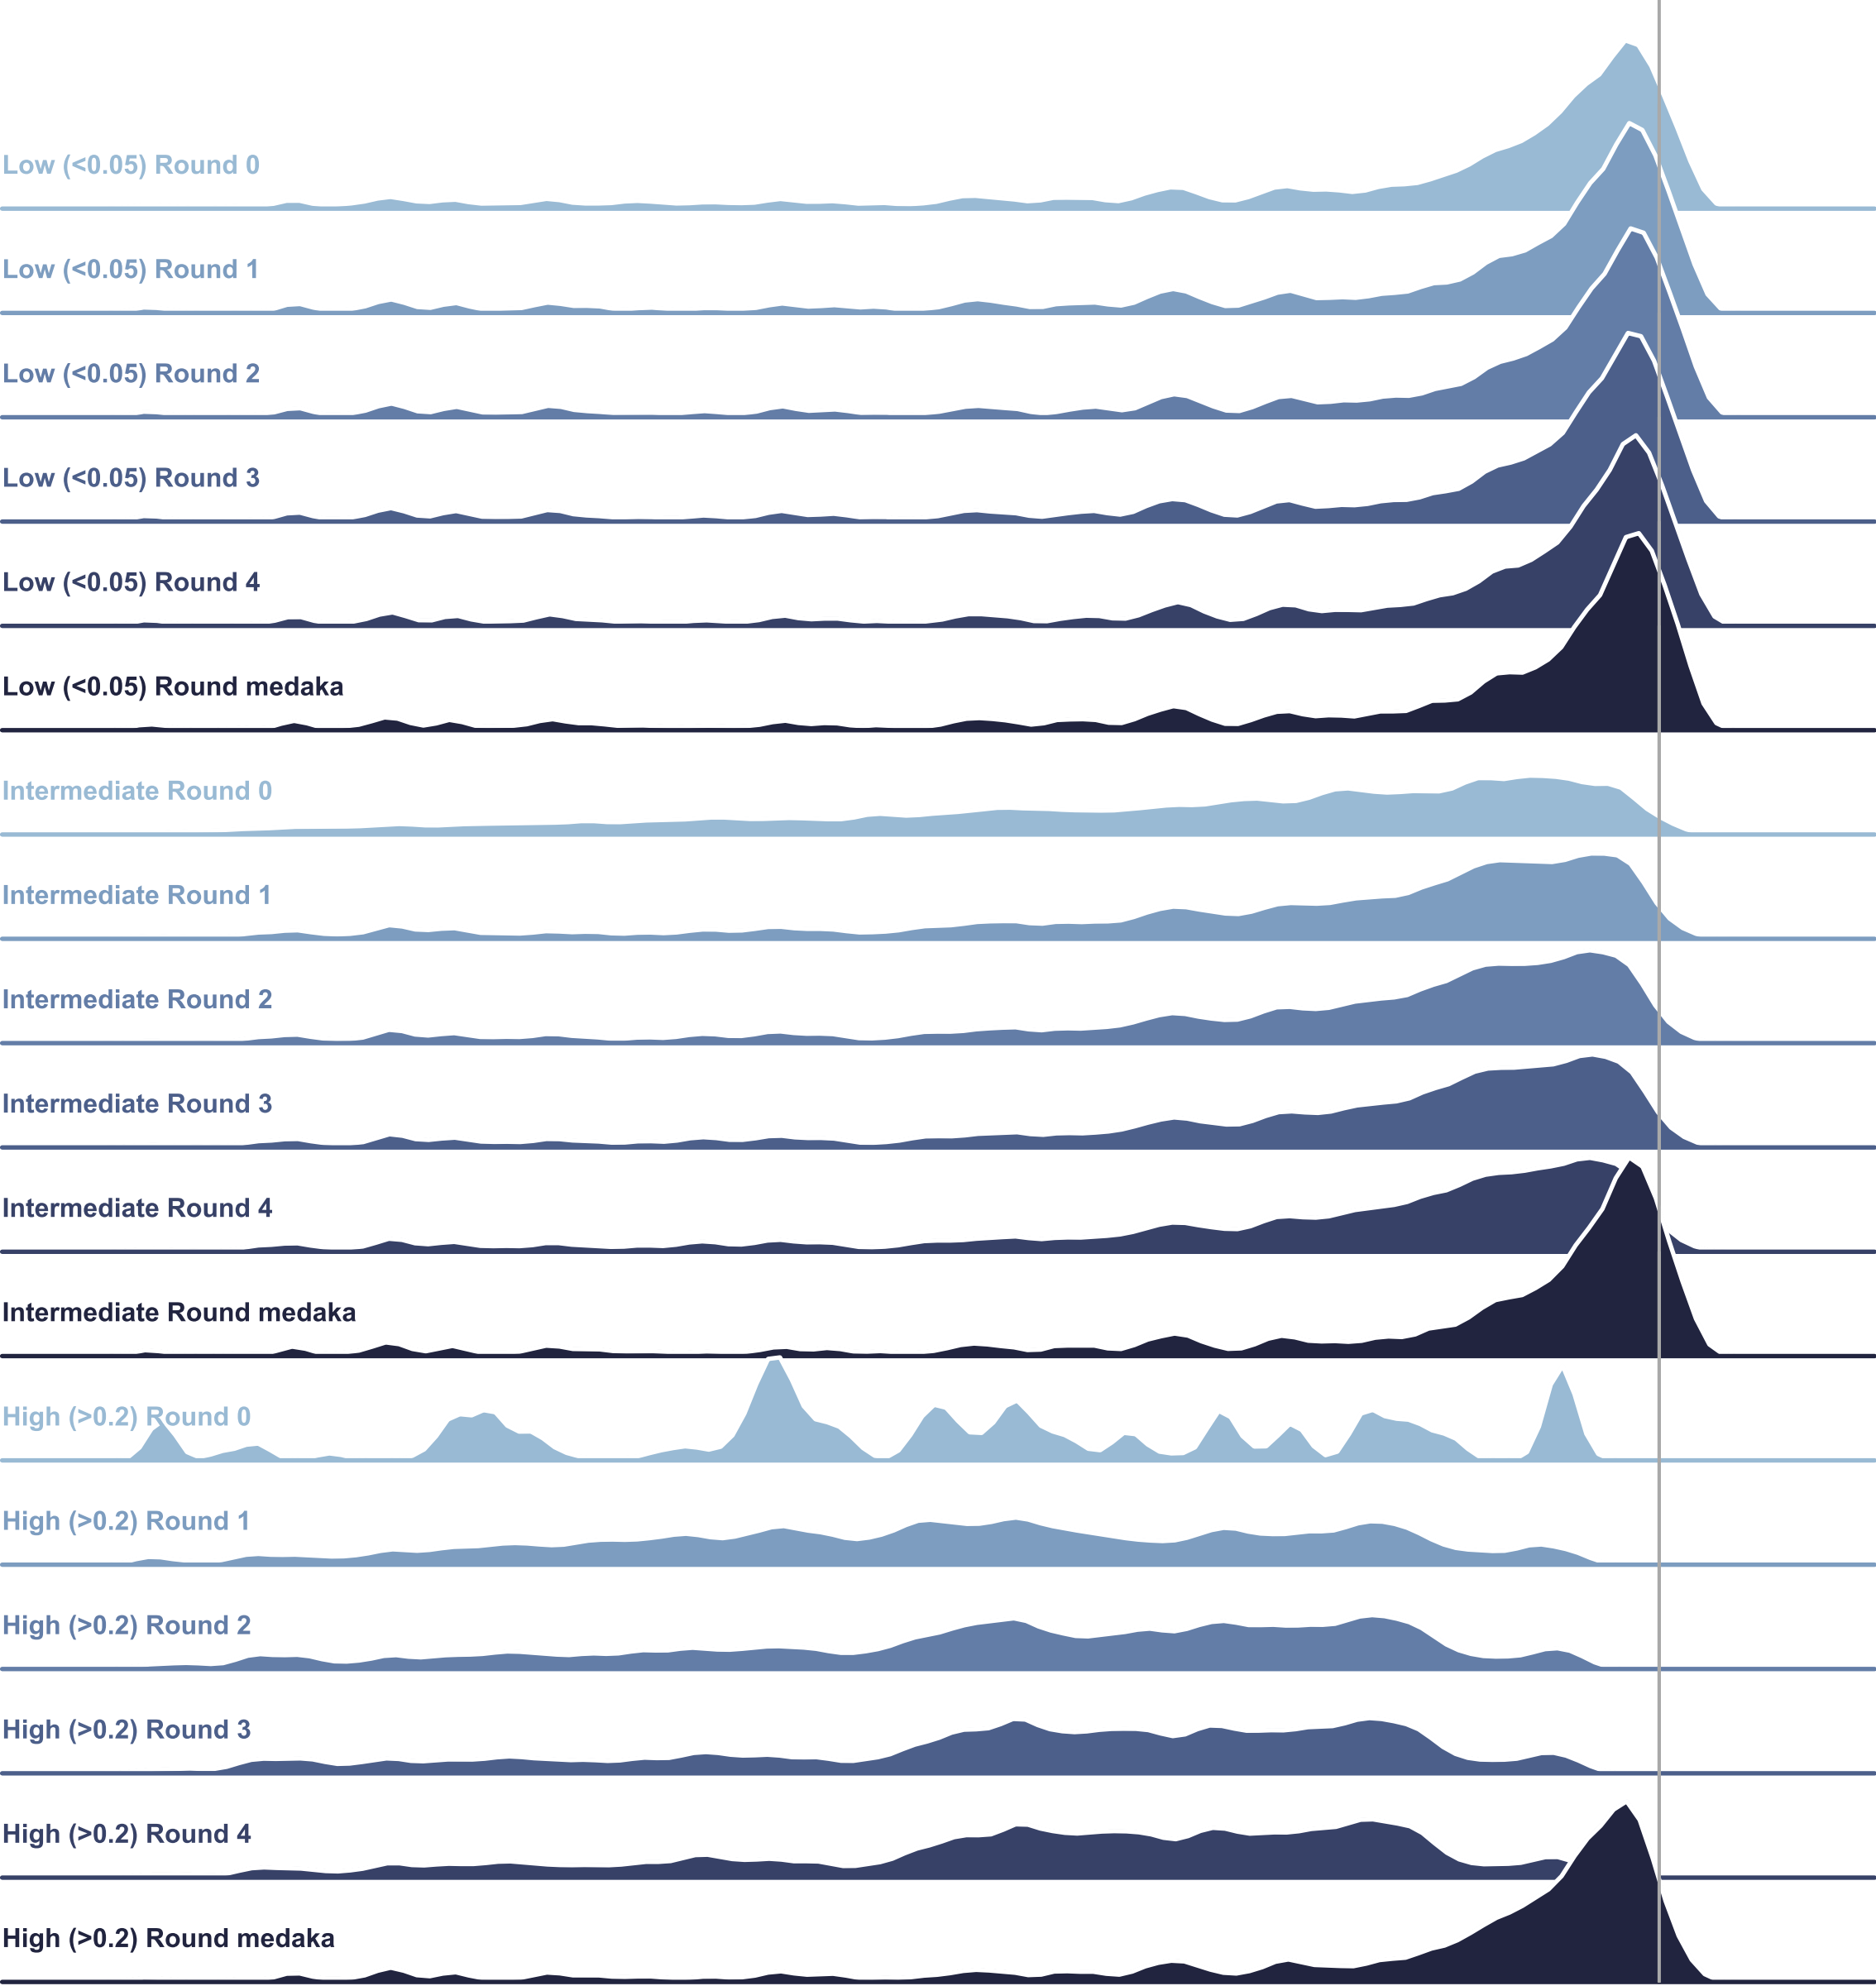 Low (<0.05) Round 0
Low (<0.05) Round 1
Low (<0.05) Round 2
Low (<0.05) Round 3
Low (<0.05) Round 4
Low (<0.05) Round medaka
Intermediate Round 0
Intermediate Round 1
Intermediate Round 2
Intermediate Round 3
Intermediate Round 4
Intermediate Round medaka
High (>0.2) Round 0
High (>0.2) Round 1
High (>0.2) Round 2
High (>0.2) Round 3
High (>0.2) Round 4
High (>0.2) Round medaka